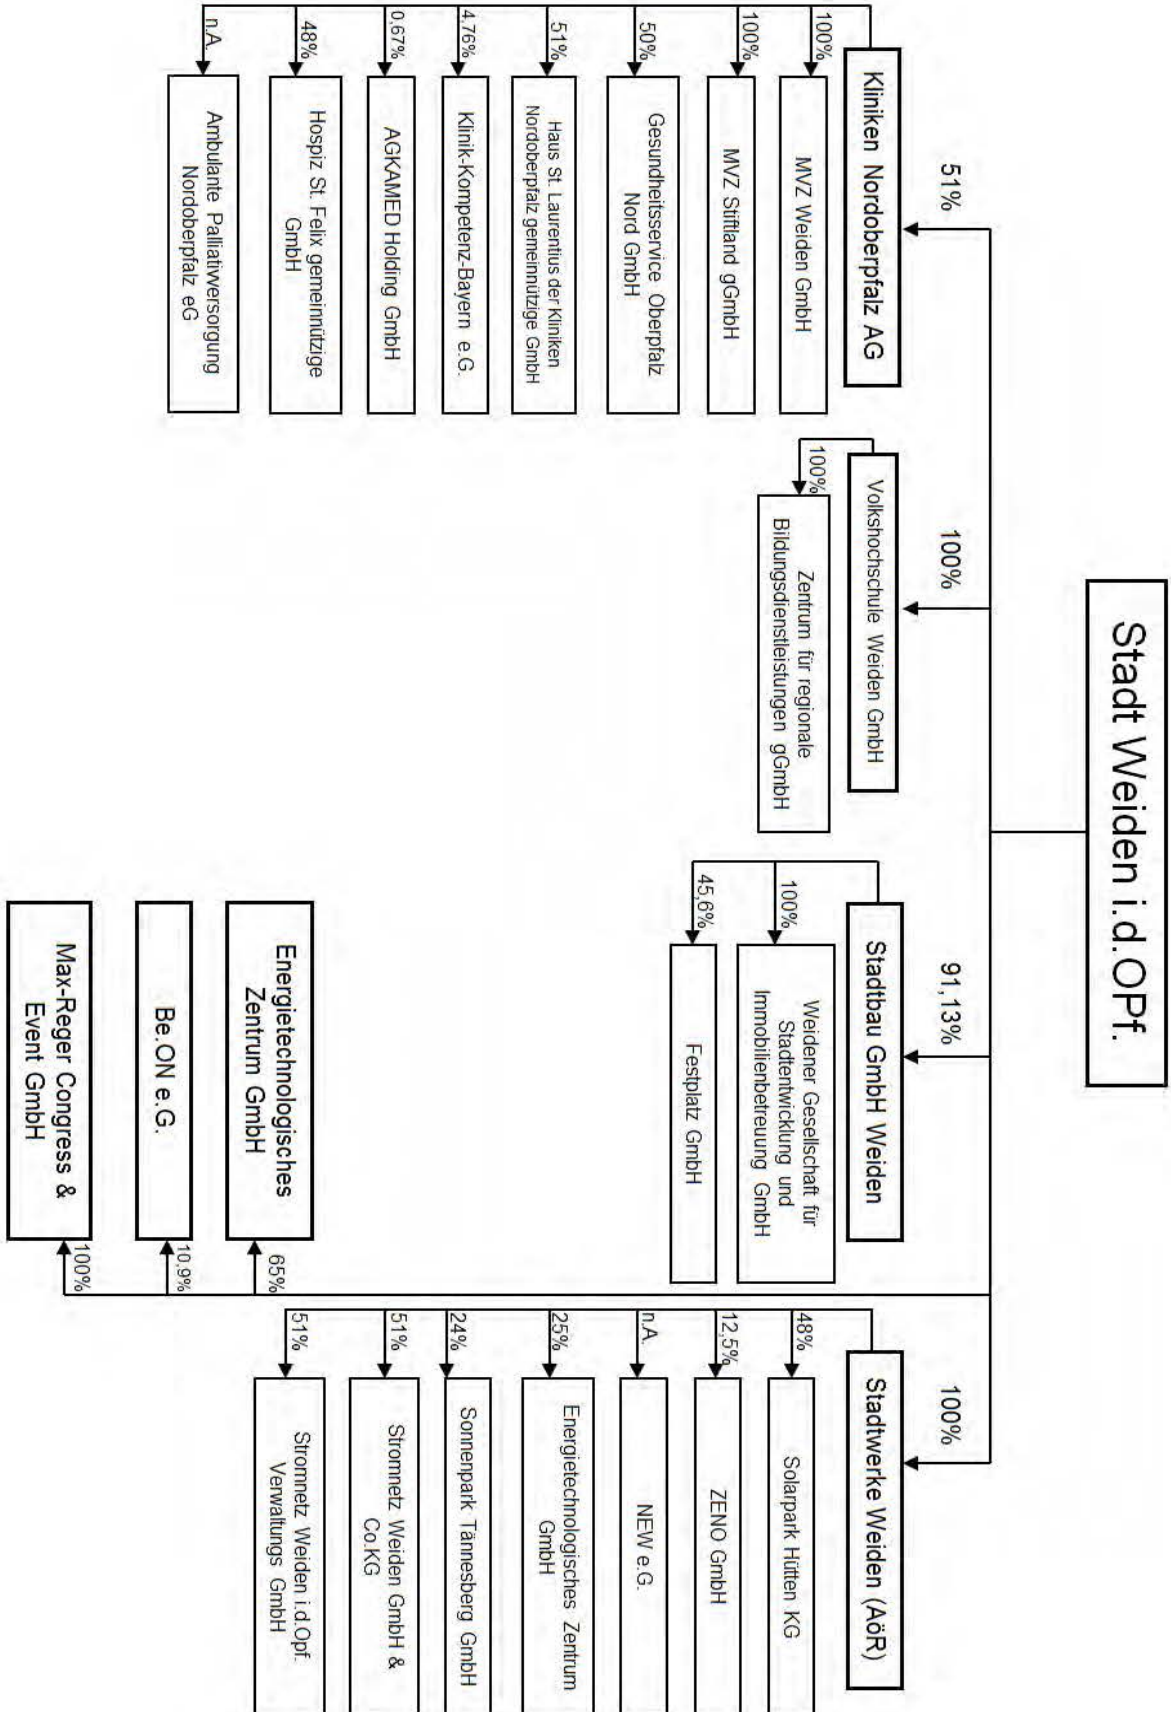 Stadt Weiden i.d.OPf.
51%
100%
91,13%
100%
Kliniken Nordoberpfalz AG
100%
MVZ Weiden GmbH
100%
MVZ Stiftland gGmbH
50%
Gesundheitsservice Oberpfalz
Nord GmbH
51%
Haus St. Laurentius der Kliniken
Nordoberpfalz gemeinnützige GmbH
4,76%
Klinik-Kompetenz-Bayern e.G.
0,67%
AGKAMED Holding GmbH
48%
Hospiz St. Felix gemeinnützige
GmbH
n.A.
Ambulante Palliativversorgung
Nordoberpfalz eG
Volkshochschule Weiden GmbH
100%
Zentrum für regionale
Bildungsdienstleistungen gGmbH
Stadtbau GmbH Weiden
100%
Weidener Gesellschaft für
Stadtentwicklung und
Immobilienbetreuung GmbH
45,6%
Festplatz GmbH
Energietechnologisches
Zentrum GmbH
65%
Be.ON e.G.
10,9%
Max-Reger Congress &
Event GmbH
100%
Stadtwerke Weiden (AöR)
48%
Solarpark Hütten KG
12,5%
ZENO GmbH
n.A.
NEW e.G.
25%
Energietechnologisches Zentrum
GmbH
24%
Sonnenpark Tännesberg GmbH
51%
Stromnetz Weiden GmbH &
Co.KG
51%
Stromnetz Weiden i.d.Opf.
Verwaltungs GmbH